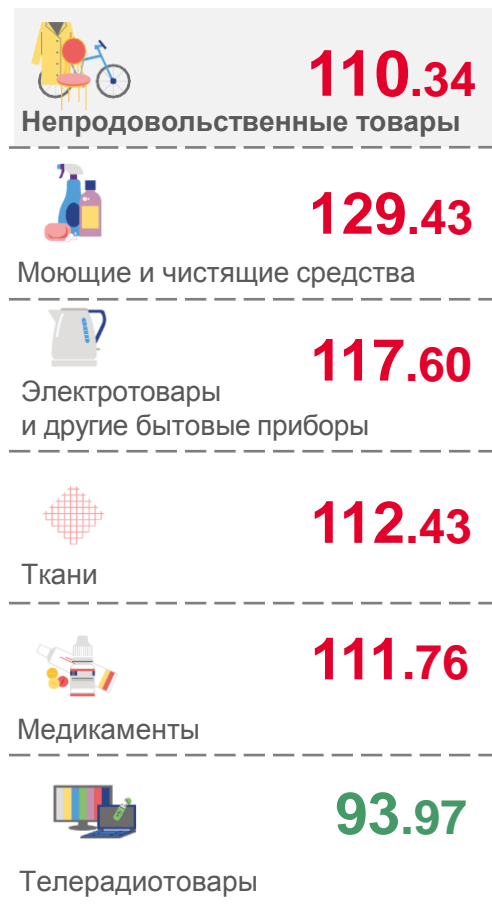 110.34
Непродовольственные товары
129.43
Моющие и чистящие средства
117.60
Электротовары
и другие бытовые приборы
112.43
Ткани
111.76
Медикаменты
93.97
Телерадиотовары